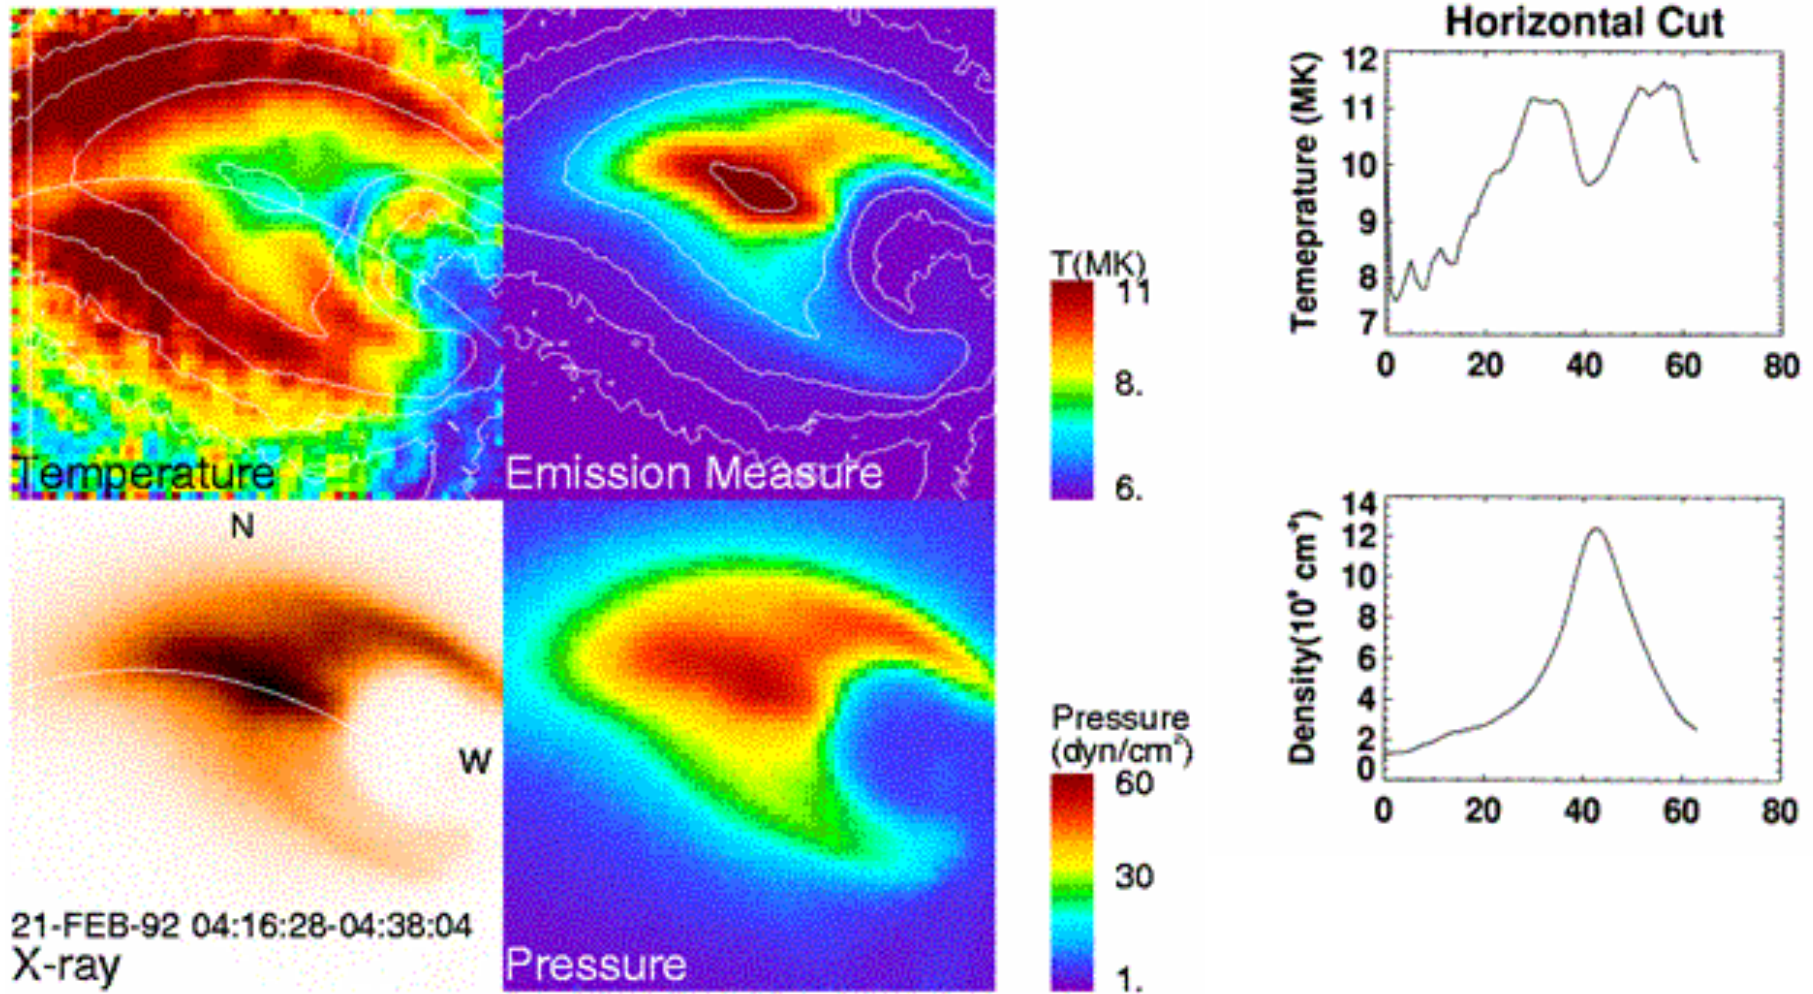 Temperature
Emission Measure
N
W
21-FEB-92 04:16:28-04:38:04
X-ray
Pressure
T(MK)
11
8.
6.
Pressure
(dyn/cm²)
60
30
1.
Horizontal Cut
Temeprature (MK)
12
11
10
9
8
7
0 20 40 60 80
Density(10⁹ cm⁻³)
14
12
10
8
6
4
2
0
0 20 40 60 80